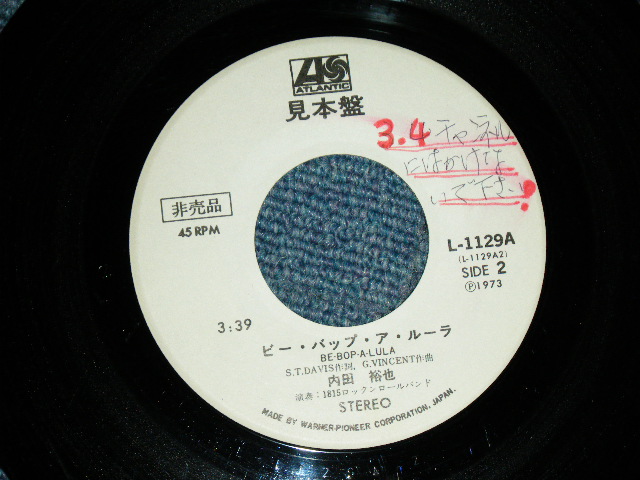 ATLANTIC
見本盤
3.4 チャンネル
にはかけな
いで下さい!
非売品
45 RPM
L-1129A
(L-1129A2)
SIDE 2
Ⓟ1973
3:39
ビー・バップ・ア・ルーラ
BE-BOP-A-LULA
S.T.DAVIS作詞, G.VINCENT作曲
内田 裕也
演奏:1815ロックンロールバンド
STEREO
MADE BY WARNER-PIONEER CORPORATION, JAPAN.